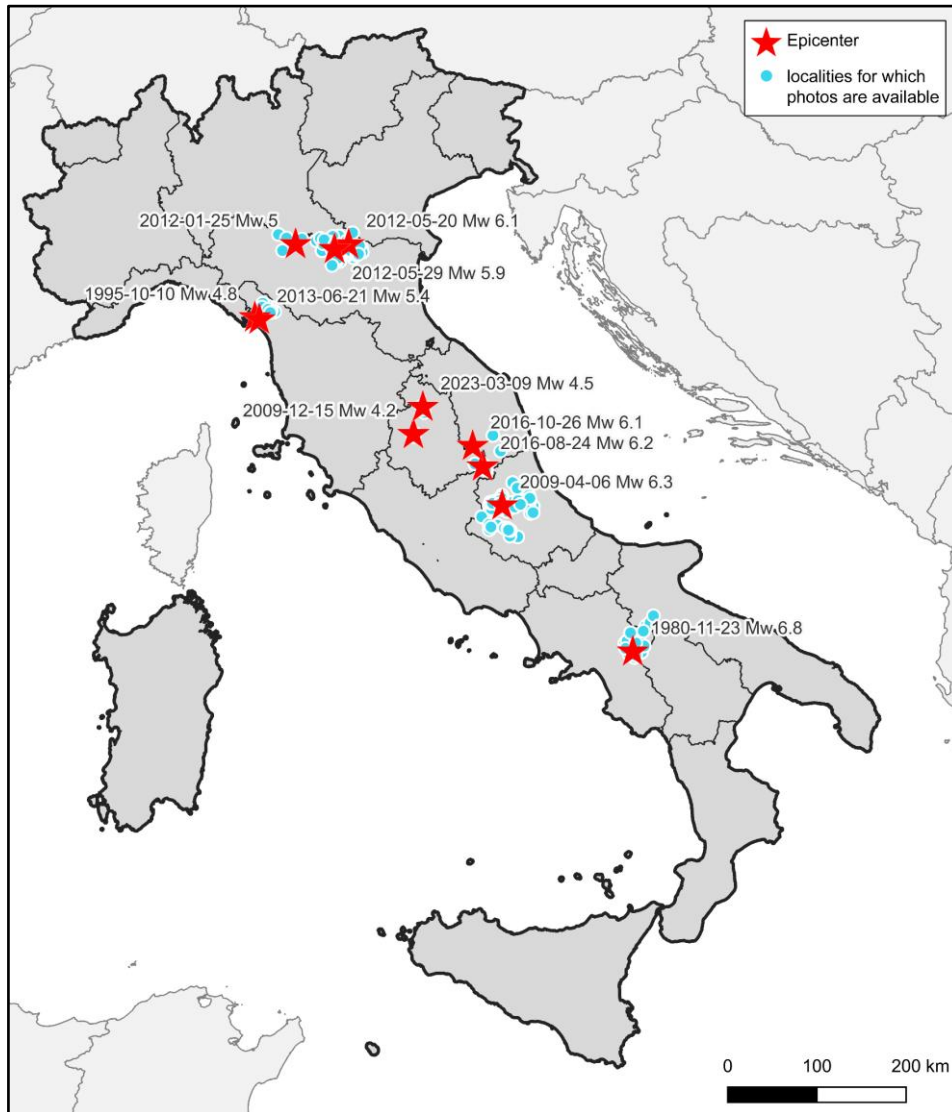 Epicenter
localities for which
photos are available
2012-01-25 Mw 5
2012-05-20 Mw 6.1
2012-05-29 Mw 5.9
1995-10-10 Mw 4.8
2013-06-21 Mw 5.4
2023-03-09 Mw 4.5
2009-12-15 Mw 4.2
2016-10-26 Mw 6.1
2016-08-24 Mw 6.2
2009-04-06 Mw 6.3
1980-11-23 Mw 6.8
0 100 200 km